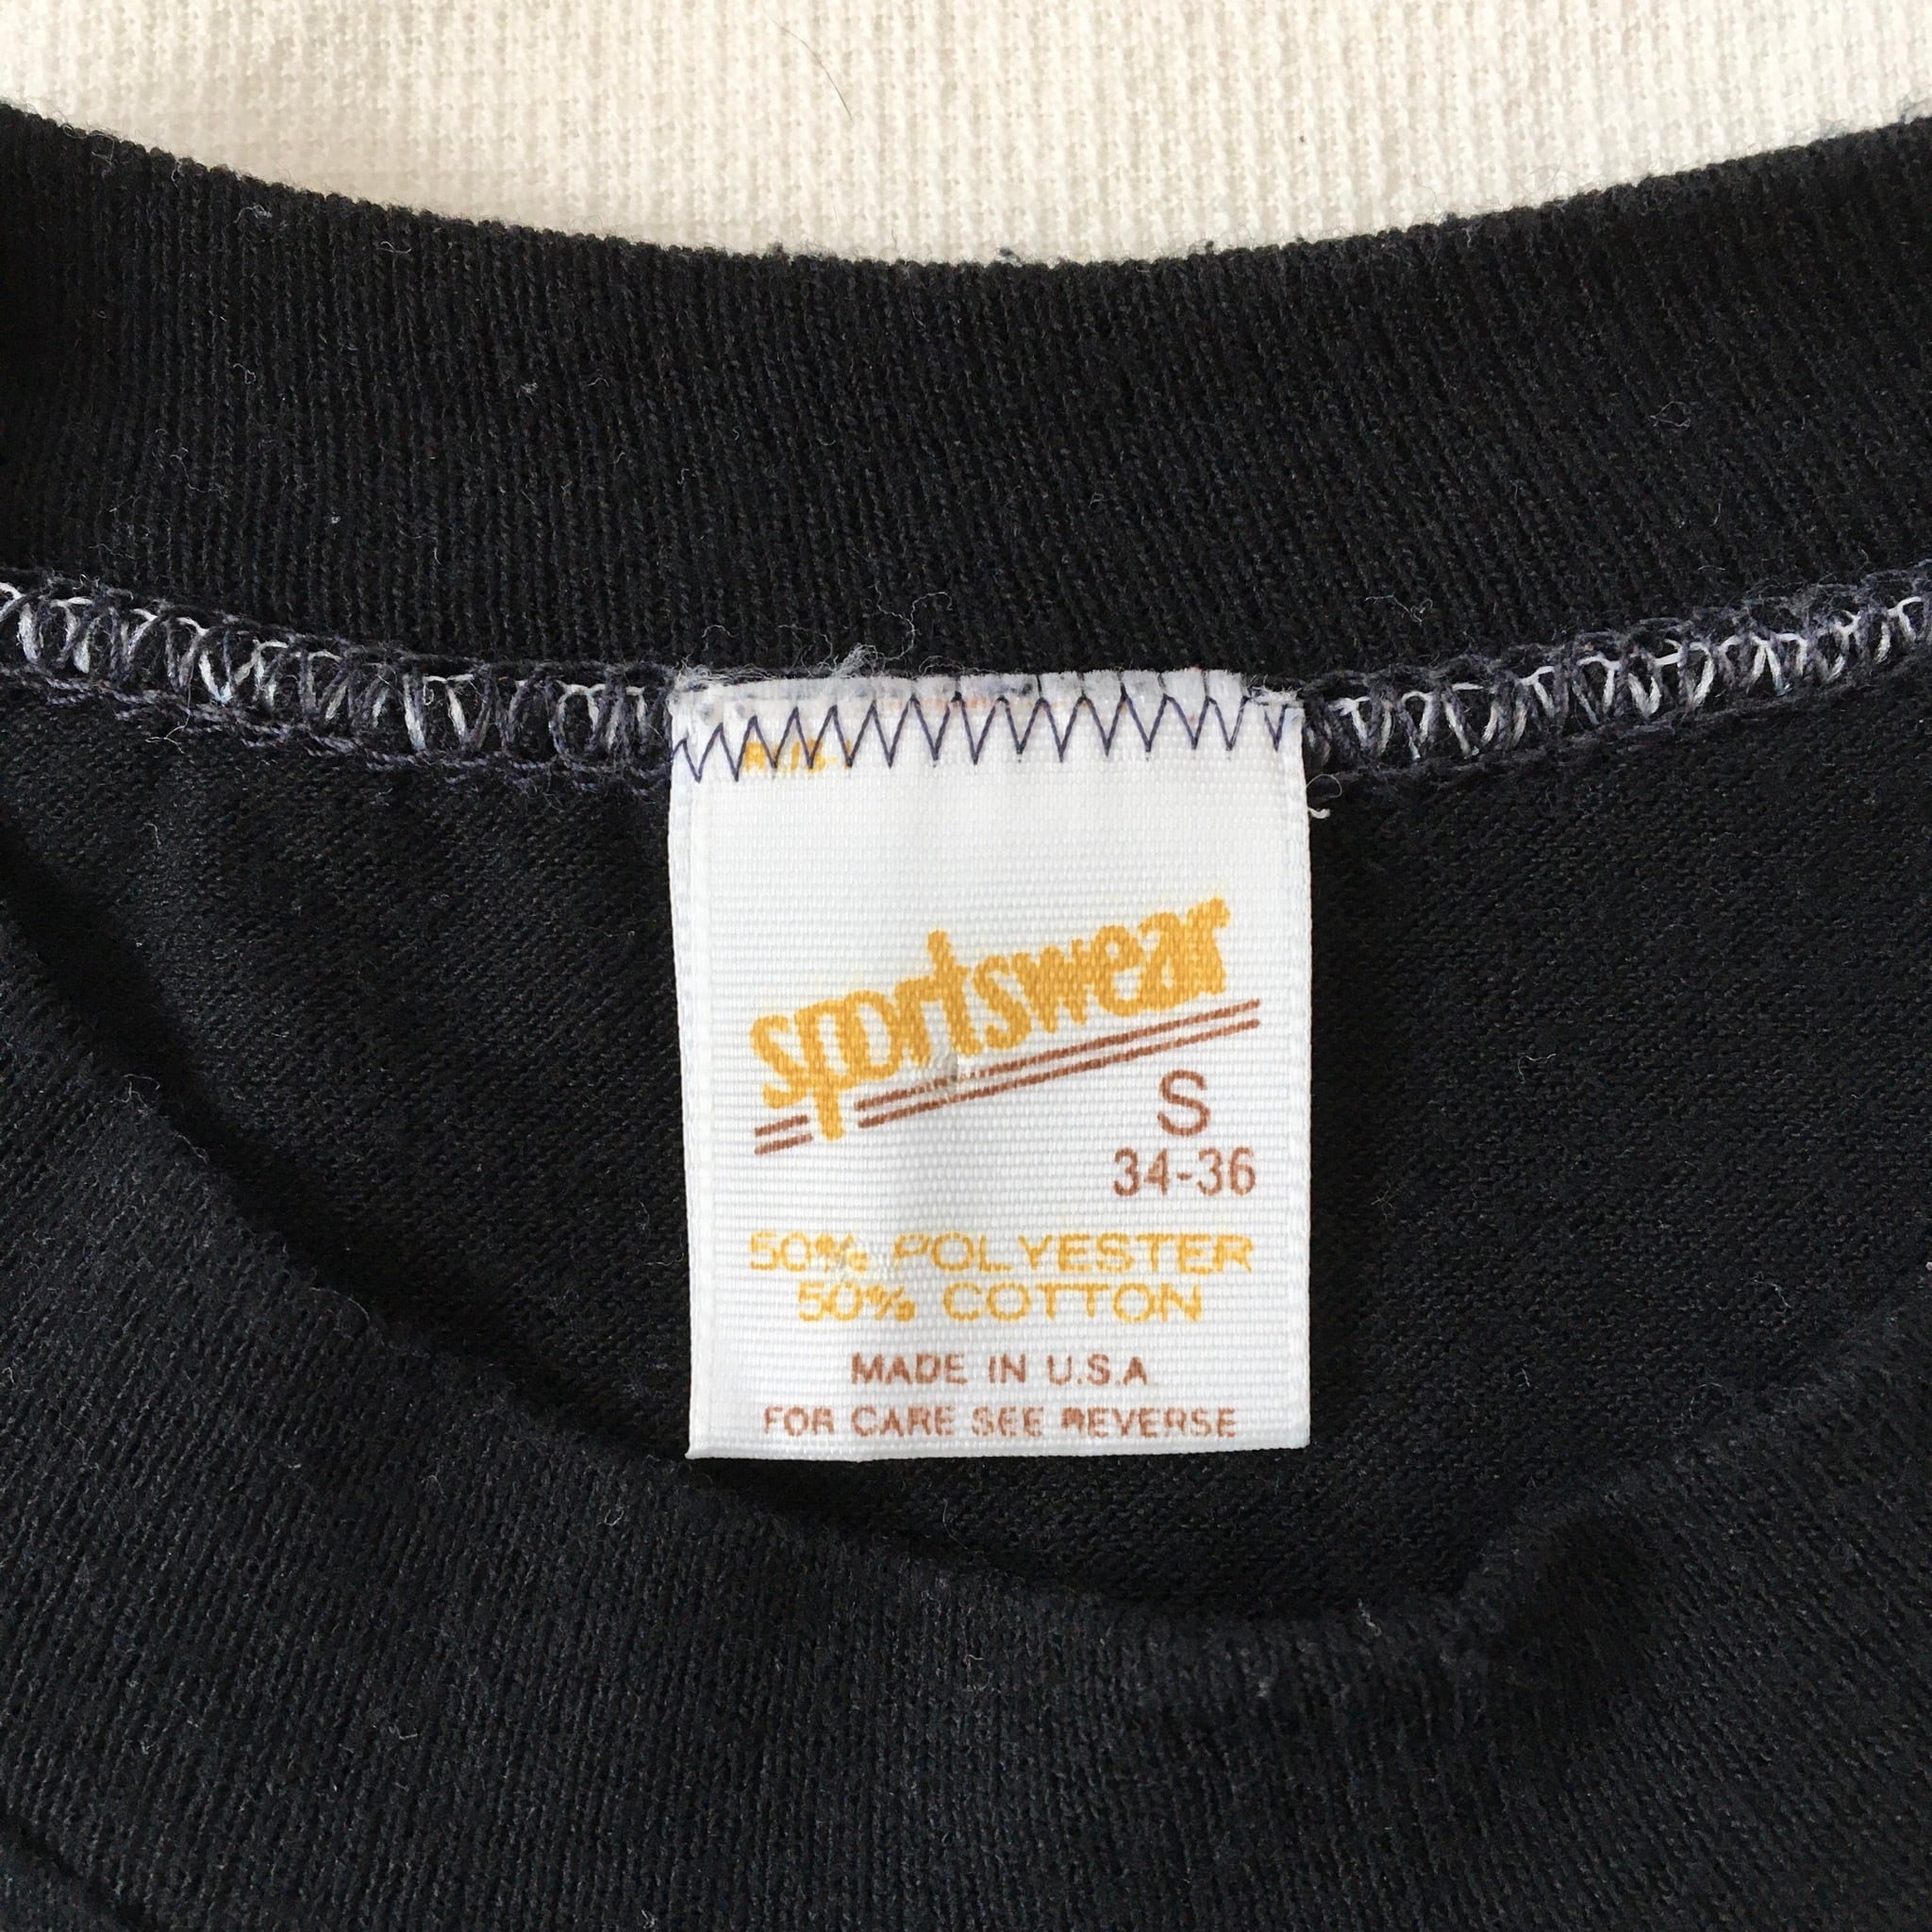 sportswear
S
34-36
50% POLYESTER
50% COTTON
MADE IN U.S.A
FOR CARE SEE REVERSE